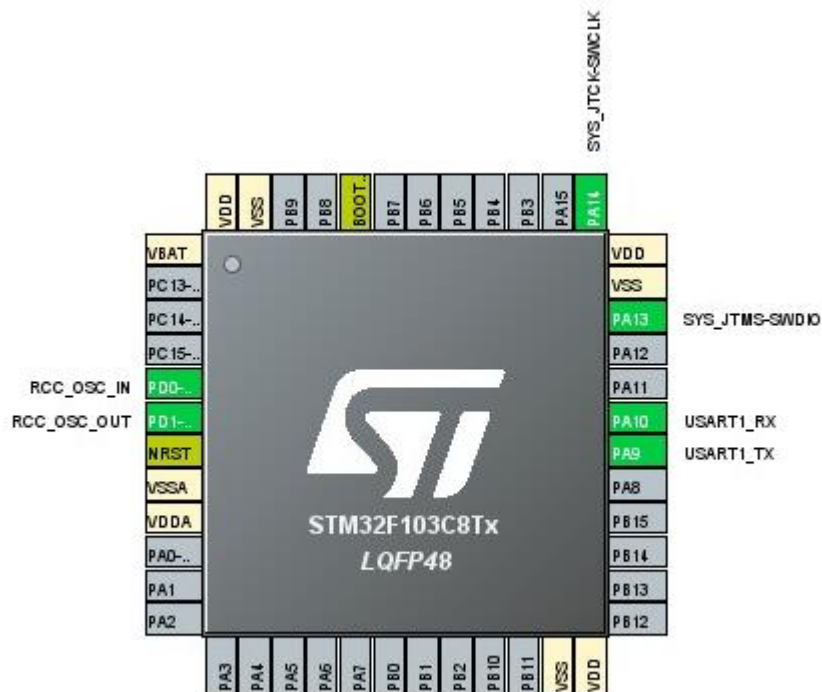 SYS_JTCK-SWCLK
VDD
VSS
PB9
PB8
BOOT..
PB7
PB6
PB5
PB4
PB3
PA15
PA14
VBAT
PC13-..
PC14-..
PC15-..
RCC_OSC_IN PD0-..
RCC_OSC_OUT PD1-..
NRST
VSSA
VDDA
PA0-..
PA1
PA2
VDD
VSS
PA13 SYS_JTMS-SWDIO
PA12
PA11
PA10 USART1_RX
PA9 USART1_TX
PA8
PB15
PB14
PB13
PB12
ST
STM32F103C8Tx
LQFP48
PA3
PA4
PA5
PA6
PA7
PB0
PB1
PB2
PB10
PB11
VSS
VDD